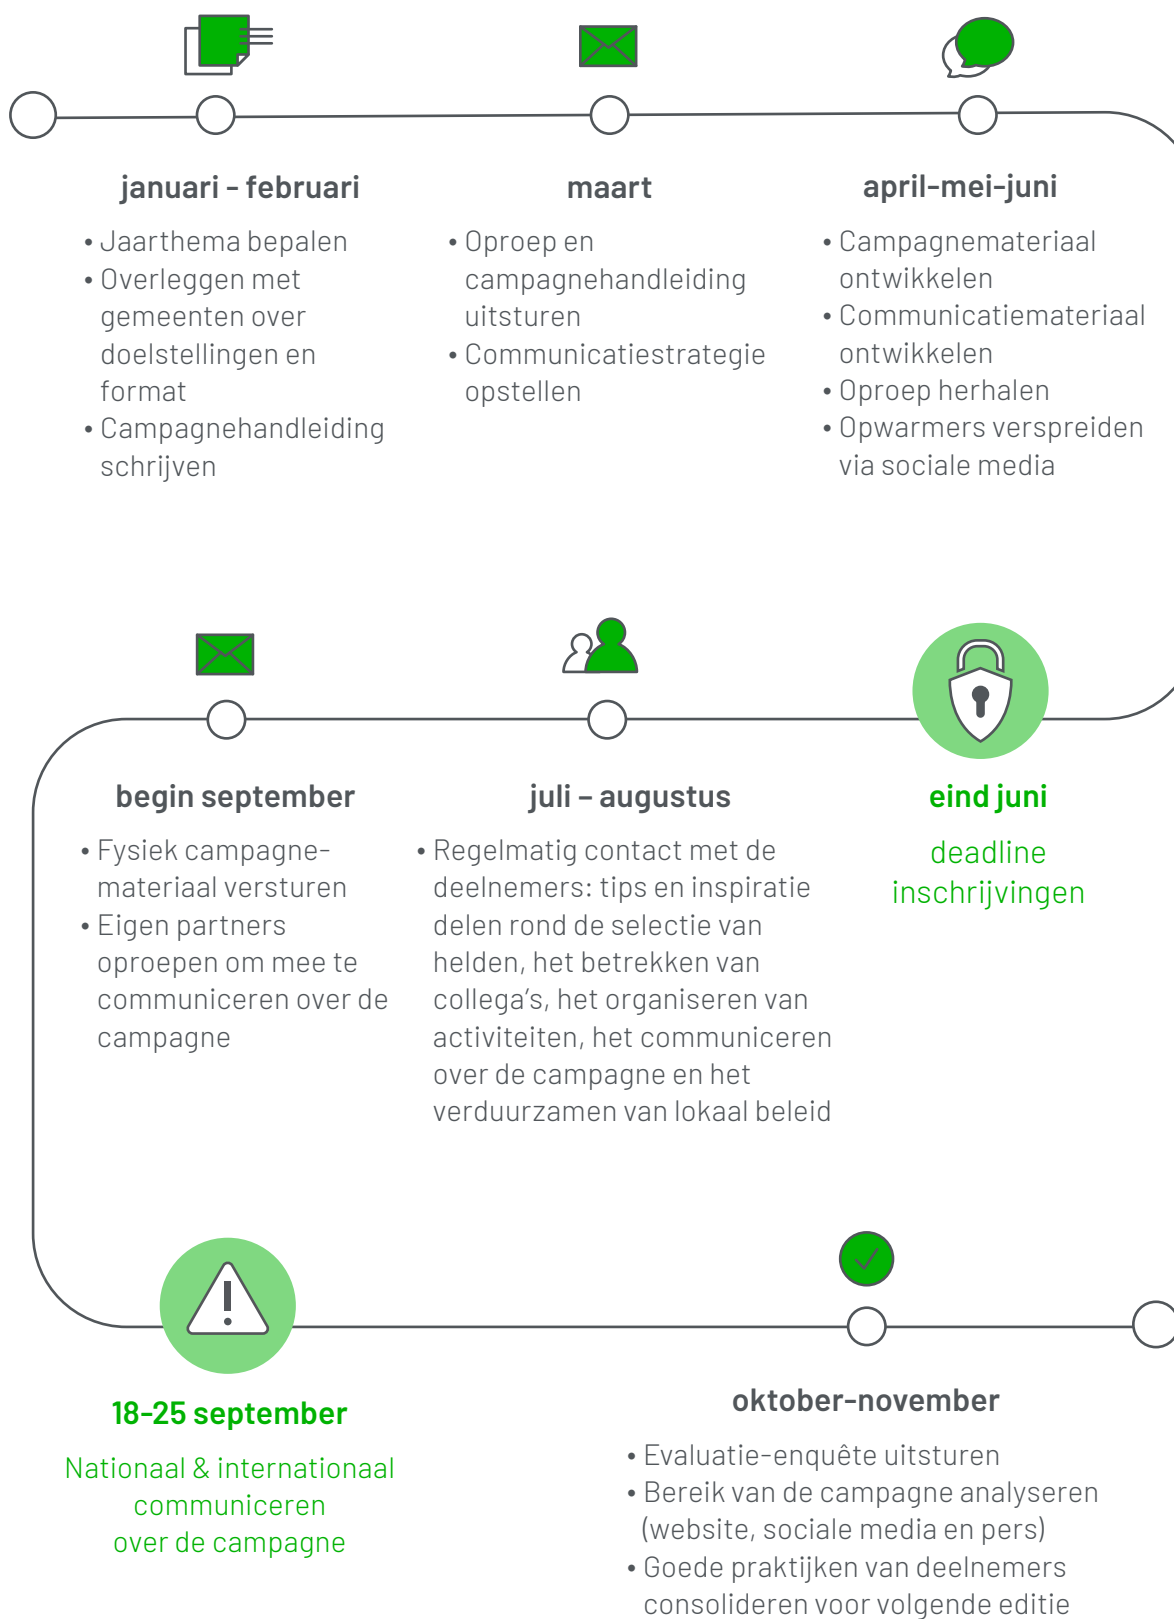 januari - februari
• Jaarthema bepalen
• Overleggen met
gemeenten over
doelstellingen en
format
• Campagnehandleiding
schrijven
maart
• Oproep en
campagnehandleiding
uitsturen
• Communicatiestrategie
opstellen
april-mei-juni
• Campagnemateriaal
ontwikkelen
• Communicatiemateriaal
ontwikkelen
• Oproep herhalen
• Opwarmers verspreiden
via sociale media
eind juni
deadline
inschrijvingen
juli – augustus
• Regelmatig contact met de
deelnemers: tips en inspiratie
delen rond de selectie van
helden, het betrekken van
collega’s, het organiseren van
activiteiten, het communiceren
over de campagne en het
verduurzamen van lokaal beleid
begin september
• Fysiek campagne-
materiaal versturen
• Eigen partners
oproepen om mee te
communiceren over de
campagne
18-25 september
Nationaal & internationaal
communiceren
over de campagne
oktober-november
• Evaluatie-enquête uitsturen
• Bereik van de campagne analyseren
(website, sociale media en pers)
• Goede praktijken van deelnemers
consolideren voor volgende editie